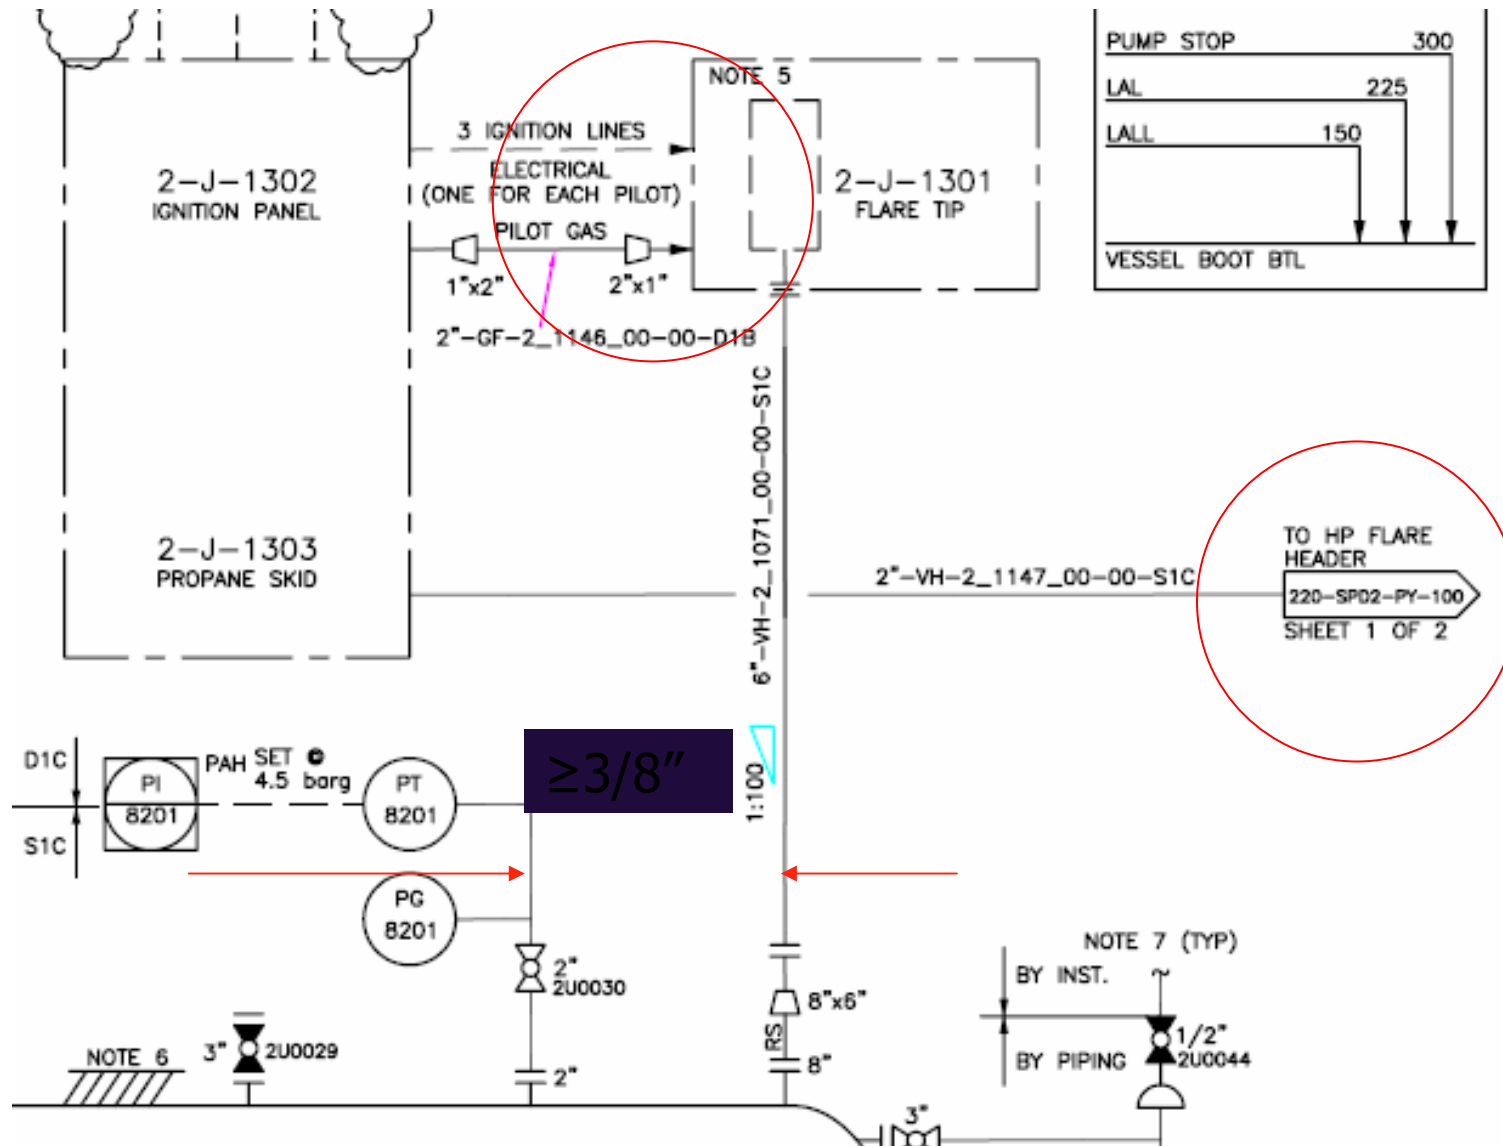 PUMP STOP 300
LAL 225
LALL 150
VESSEL BOOT BTL
NOTE 5
3 IGNITION LINES
ELECTRICAL
(ONE FOR EACH PILOT)
PILOT GAS
1"x2"
2"x1"
2"-GF-2_1146_00-00-D1B
2-J-1302
IGNITION PANEL
2-J-1301
FLARE TIP
2-J-1303
PROPANE SKID
6"-VH-2_1071_00-00-S1C
2"-VH-2_1147_00-00-S1C
TO HP FLARE
HEADER
220-SPD2-PY-100
SHEET 1 OF 2
D1C
S1C
PI
8201
PAH
SET @
4.5 barg
PT
8201
≥3/8"
1:100
PG
8201
2"
2U0030
NOTE 7 (TYP)
BY INST.
BY PIPING
8"x6"
RS
8"
1/2"
2U0044
NOTE 6
3"
2U0029
2"
3"